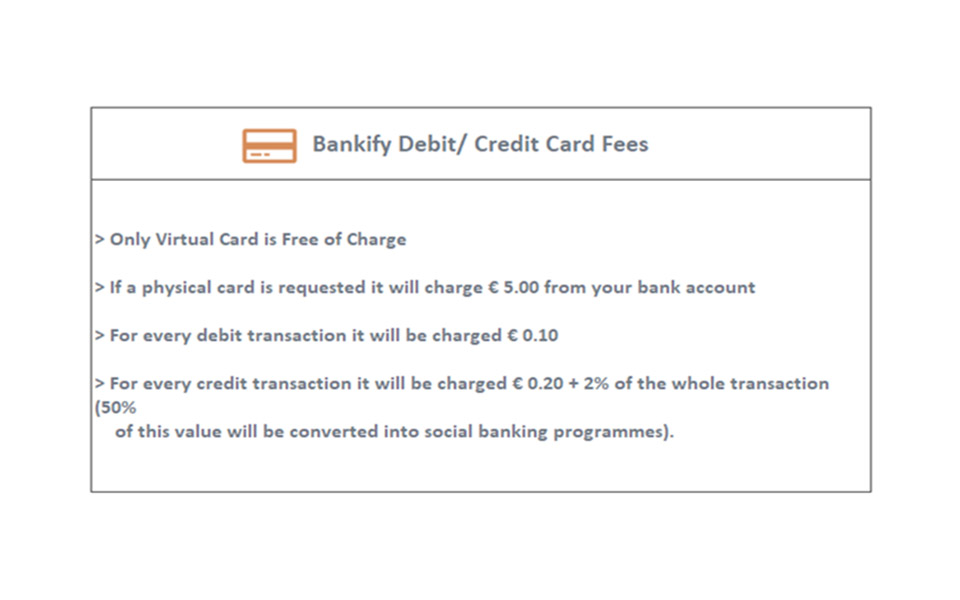 Bankify Debit/ Credit Card Fees
> Only Virtual Card is Free of Charge
> If a physical card is requested it will charge € 5.00 from your bank account
> For every debit transaction it will be charged € 0.10
> For every credit transaction it will be charged € 0.20 + 2% of the whole transaction
(50%
of this value will be converted into social banking programmes).